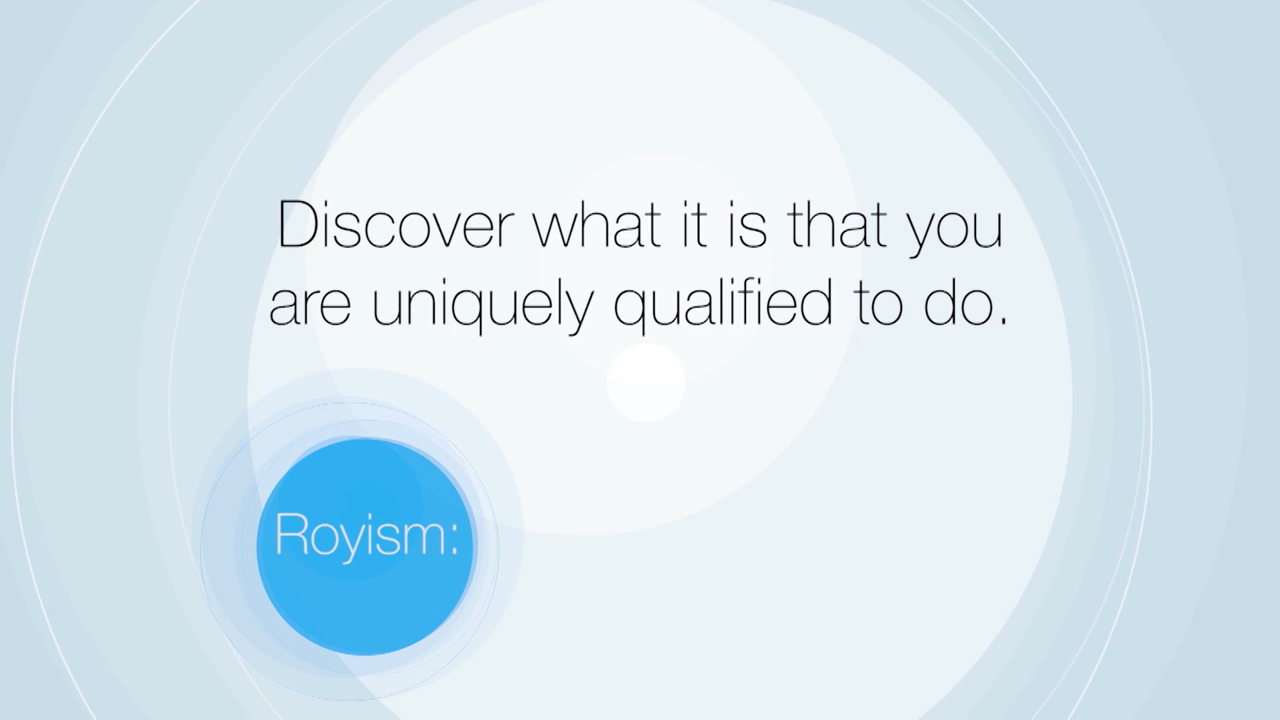 Discover what it is that you
are uniquely qualified to do.
Royism: